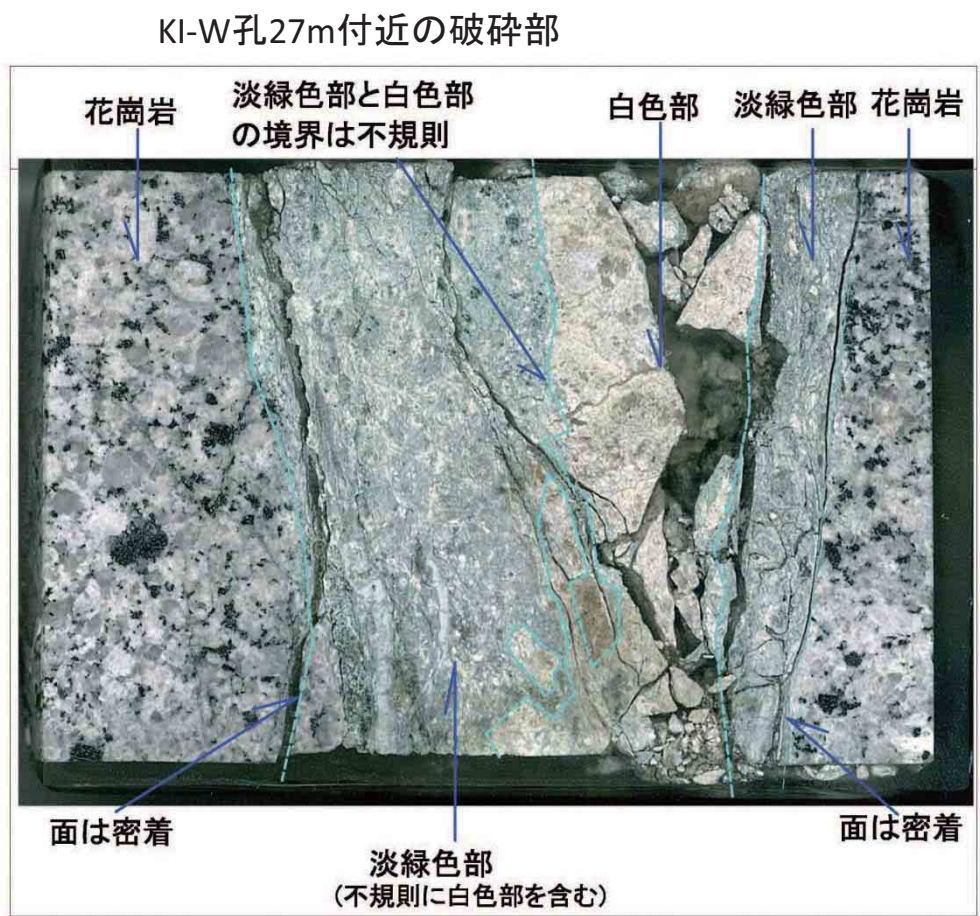 KI-W孔27m付近の破砕部
花崗岩
淡緑色部と白色部
の境界は不規則
白色部
淡緑色部
花崗岩
面は密着
淡緑色部
(不規則に白色部を含む)
面は密着